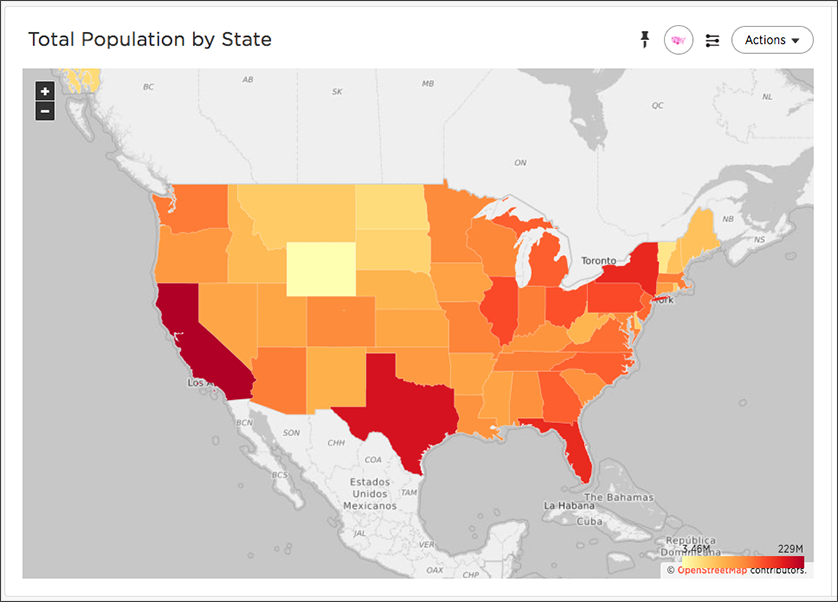 Total Population by State
Actions
+
−
BC
AB
SK
MB
ON
QC
NL
NB
NS
Toronto
Los A
BCN
SON
BCS
CHH
COA
Estados
Unidos
Mexicanos
TAM
JAL
VER
OAX
CHP
The Bahamas
La Habana
Cuba
República
Dominicana
3.46M
229M
© OpenStreetMap contributors.